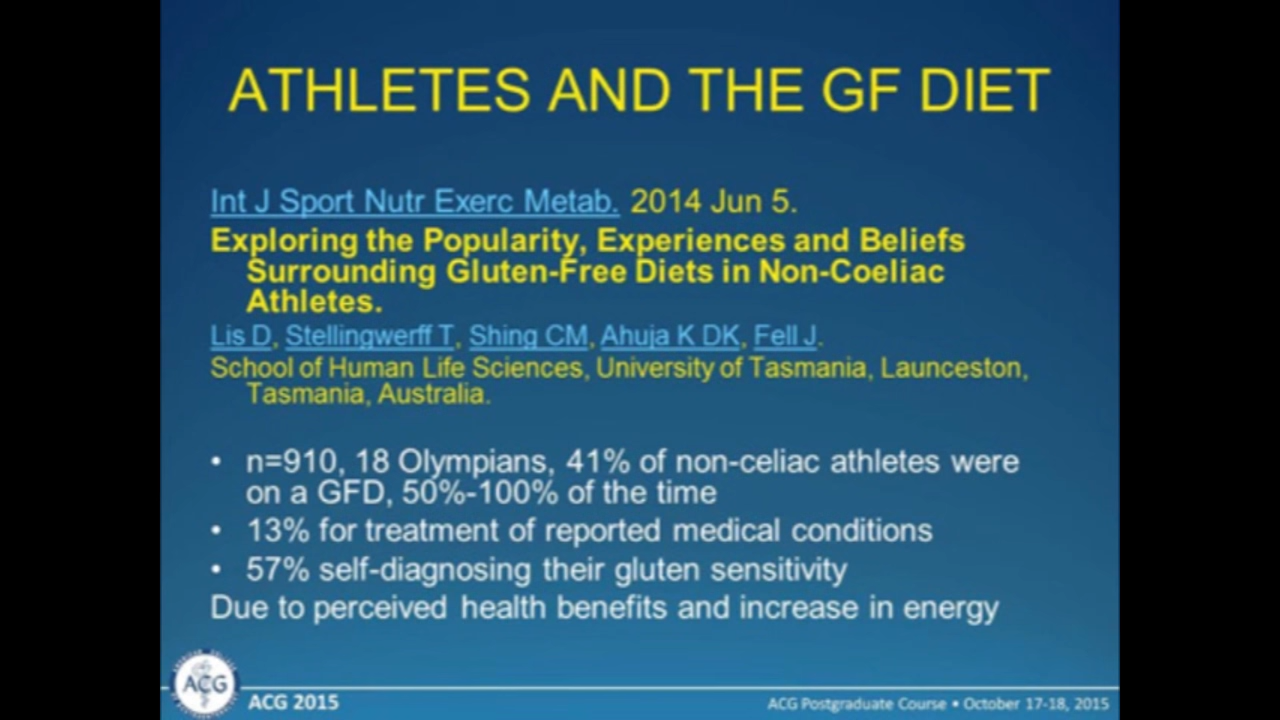 ATHLETES AND THE GF DIET
Int J Sport Nutr Exerc Metab. 2014 Jun 5.
Exploring the Popularity, Experiences and Beliefs
Surrounding Gluten-Free Diets in Non-Coeliac
Athletes.
Lis D, Stellingwerff T, Shing CM, Ahuja K DK, Fell J.
School of Human Life Sciences, University of Tasmania, Launceston,
Tasmania, Australia.
• n=910, 18 Olympians, 41% of non-celiac athletes were
on a GFD, 50%-100% of the time
• 13% for treatment of reported medical conditions
• 57% self-diagnosing their gluten sensitivity
Due to perceived health benefits and increase in energy
ACG
ACG 2015
ACG Postgraduate Course • October 17-18, 2015